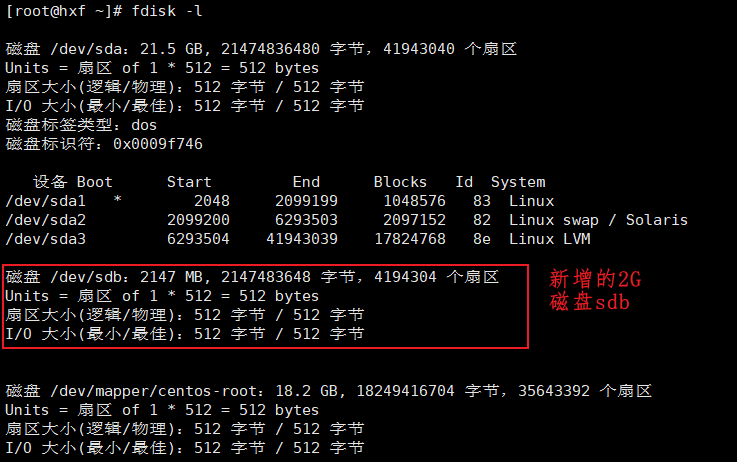 [root@hxf ~]# fdisk -l
磁盘 /dev/sda：21.5 GB, 21474836480 字节，41943040 个扇区
Units = 扇区 of 1 * 512 = 512 bytes
扇区大小(逻辑/物理)：512 字节 / 512 字节
I/O 大小(最小/最佳)：512 字节 / 512 字节
磁盘标签类型：dos
磁盘标识符：0x0009f746
设备 Boot      Start         End      Blocks   Id  System
/dev/sda1   *        2048     2099199     1048576   83  Linux
/dev/sda2         2099200     6293503     2097152   82  Linux swap / Solaris
/dev/sda3         6293504    41943039    17824768   8e  Linux LVM
磁盘 /dev/sdb：2147 MB, 2147483648 字节，4194304 个扇区
Units = 扇区 of 1 * 512 = 512 bytes
扇区大小(逻辑/物理)：512 字节 / 512 字节
I/O 大小(最小/最佳)：512 字节 / 512 字节
新增的2G
磁盘sdb
磁盘 /dev/mapper/centos-root：18.2 GB, 18249416704 字节，35643392 个扇区
Units = 扇区 of 1 * 512 = 512 bytes
扇区大小(逻辑/物理)：512 字节 / 512 字节
I/O 大小(最小/最佳)：512 字节 / 512 字节